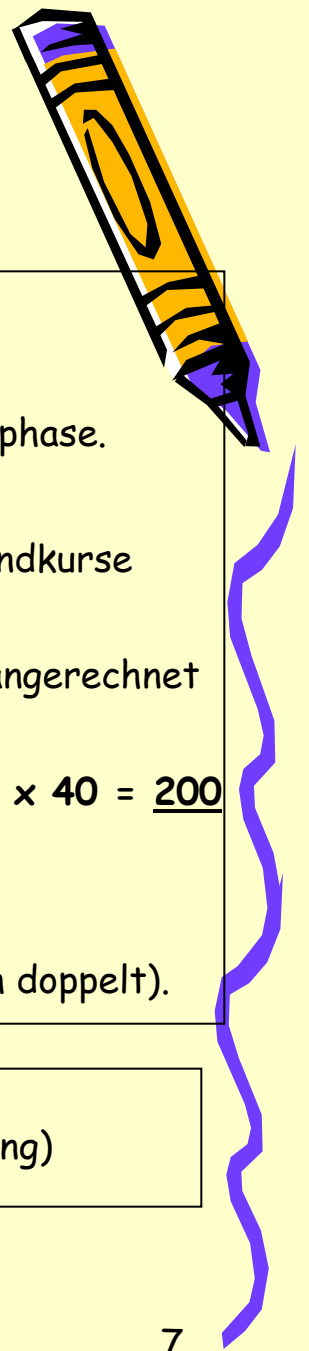 phase.
ndkurse
angerechnet
x 40 = 200
doppelt).
ng)
7